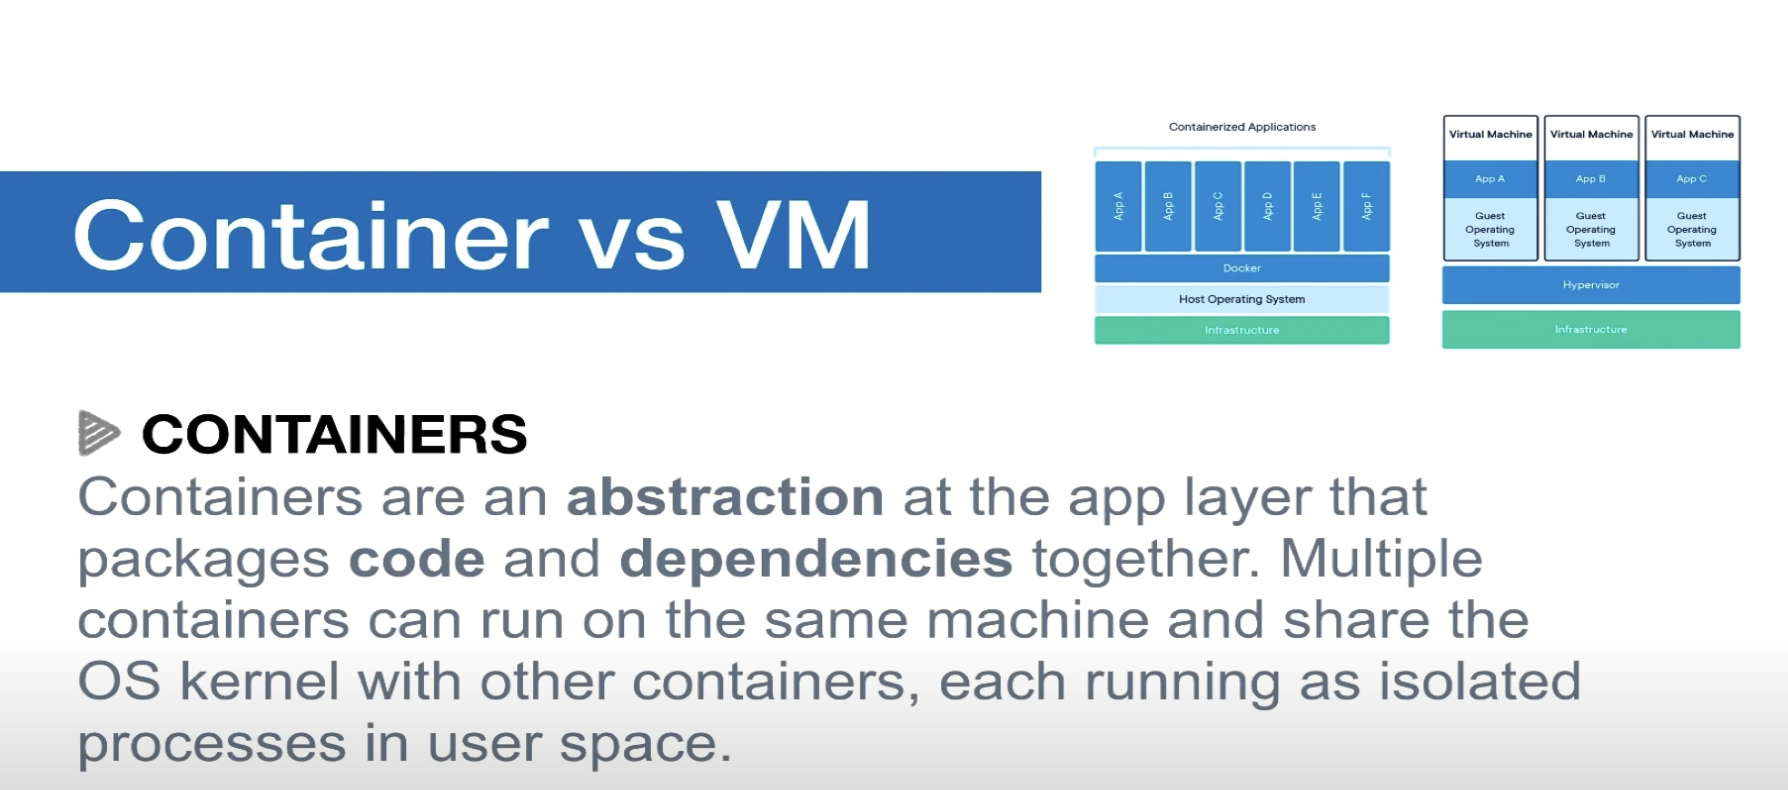 Container vs VM
Containerized Applications
App A
App B
App C
App D
App E
App F
Docker
Host Operating System
Infrastructure
Virtual Machine
App A
Guest
Operating
System
Virtual Machine
App B
Guest
Operating
System
Virtual Machine
App C
Guest
Operating
System
Hypervisor
Infrastructure
CONTAINERS
Containers are an abstraction at the app layer that
packages code and dependencies together. Multiple
containers can run on the same machine and share the
OS kernel with other containers, each running as isolated
processes in user space.